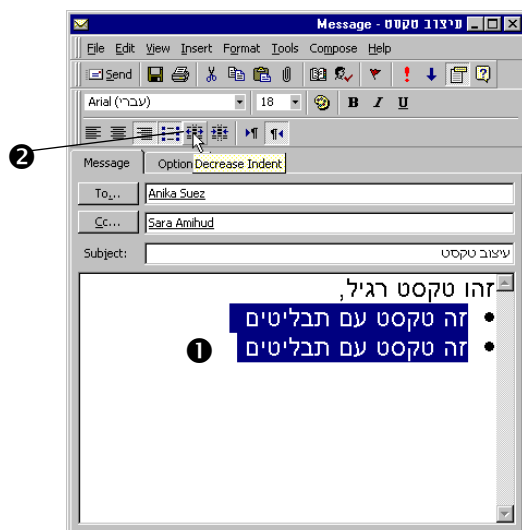 עיצוב טקסט - Message
File Edit View Insert Format Tools Compose Help
Send
Arial (עברי) 18 B I U
❷
Message Option Decrease Indent
To... Anika Suez
Cc... Sara Amihud
Subject: עיצוב טקסט
זהו טקסט רגיל,
• זה טקסט עם תבליטים
• זה טקסט עם תבליטים
❶